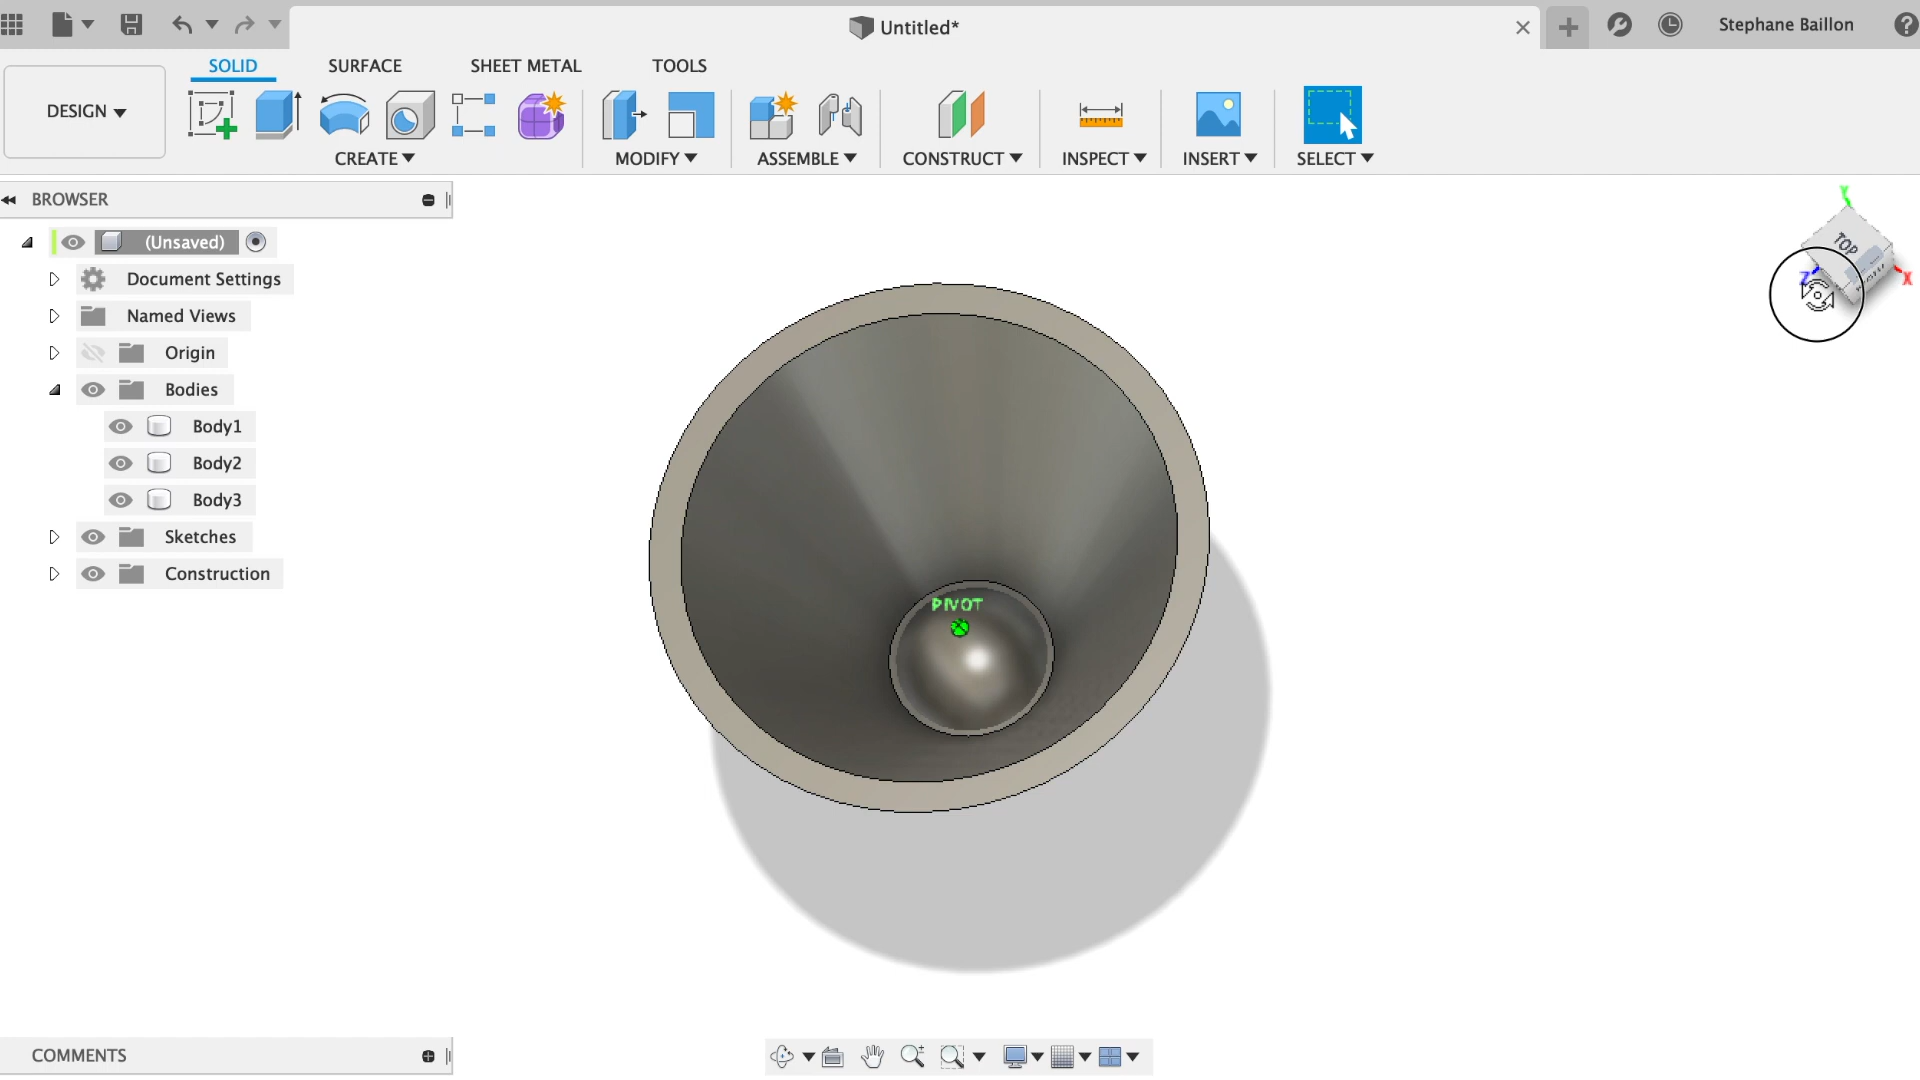 Untitled*
Stephane Baillon
SOLID
SURFACE
SHEET METAL
TOOLS
DESIGN
CREATE
MODIFY
ASSEMBLE
CONSTRUCT
INSPECT
INSERT
SELECT
BROWSER
(Unsaved)
Document Settings
Named Views
Origin
Bodies
Body1
Body2
Body3
Sketches
Construction
Y
TOP
Z
X
PIVOT
COMMENTS